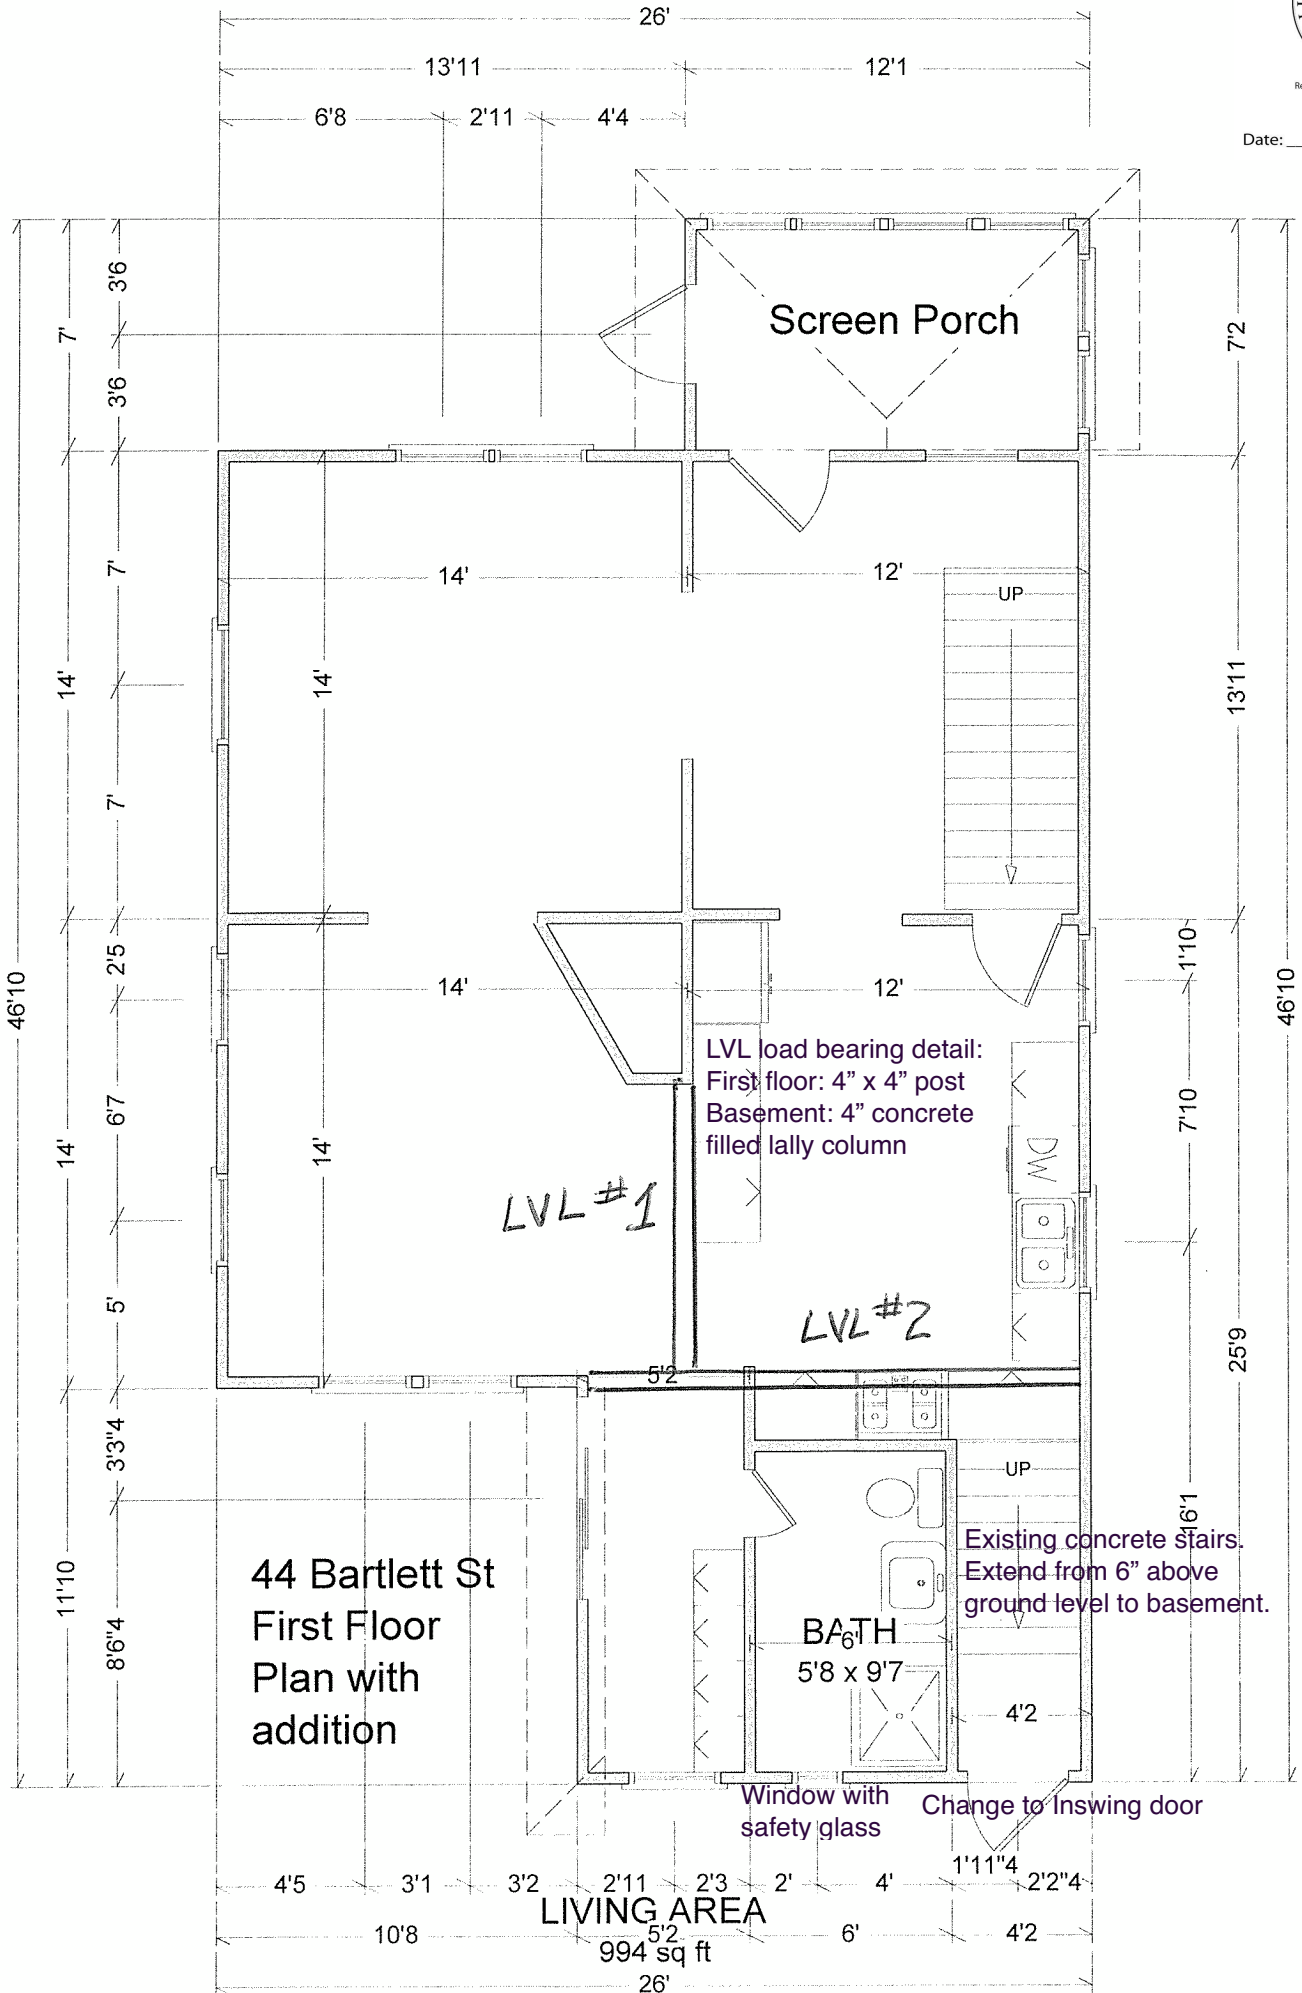 26'
13'11
12'1
6'8
2'11
4'4
Date:
3'6
7'
3'6
7'2
Screen Porch
14'
12'
UP
7'
14'
14'
13'11
7'
46'10
46'10
2'5
1'10
14'
12'
LVL load bearing detail:
First floor: 4” x 4” post
Basement: 4” concrete
filled lally column
6'7
7'10
14'
14'
DW
LVL #1
LVL #2
5'
25'9
5'2
3'3"4
UP
16'1
Existing concrete stairs.
Extend from 6” above
ground level to basement.
44 Bartlett St
First Floor
Plan with
addition
11'10
8'6"4
BATH
6'
5'8 x 9'7
4'2
Window with
safety glass
Change to Inswing door
4'5
3'1
3'2
2'11
2'3
2'
4'
1'11"4
2'2"4
LIVING AREA
994 sq ft
10'8
5'2
6'
4'2
26'